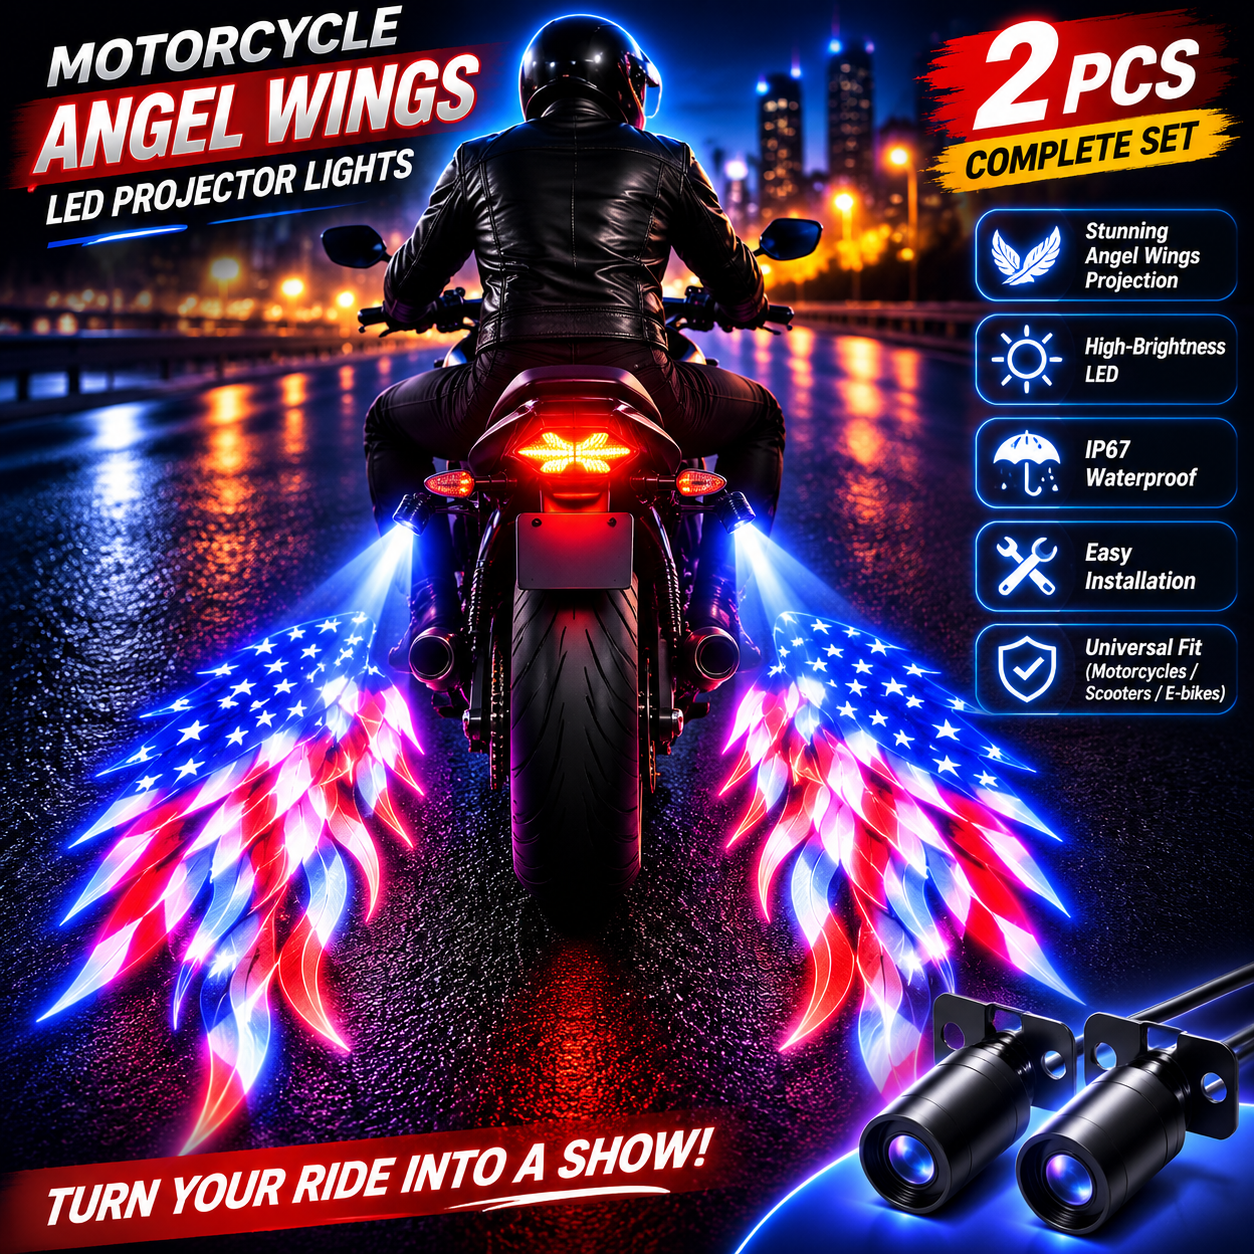 MOTORCYCLE
ANGEL WINGS
LED PROJECTOR LIGHTS
2 PCS
COMPLETE SET
Stunning
Angel Wings
Projection
High-Brightness
LED
IP67
Waterproof
Easy
Installation
Universal Fit
(Motorcycles /
Scooters / E-bikes)
TURN YOUR RIDE INTO A SHOW!